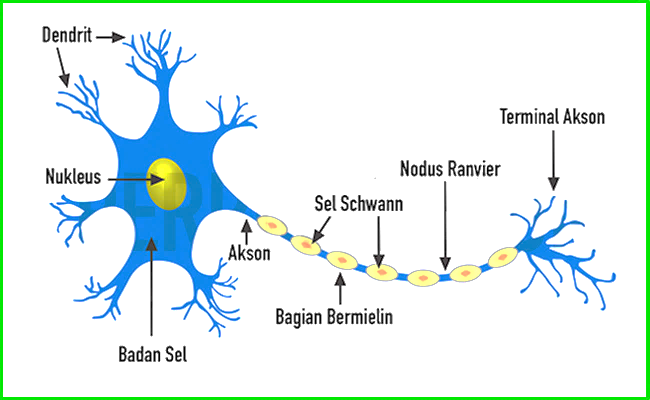 Dendrit
Terminal Akson
Nodus Ranvier
Nukleus
Sel Schwann
Akson
Bagian Bermielin
Badan Sel